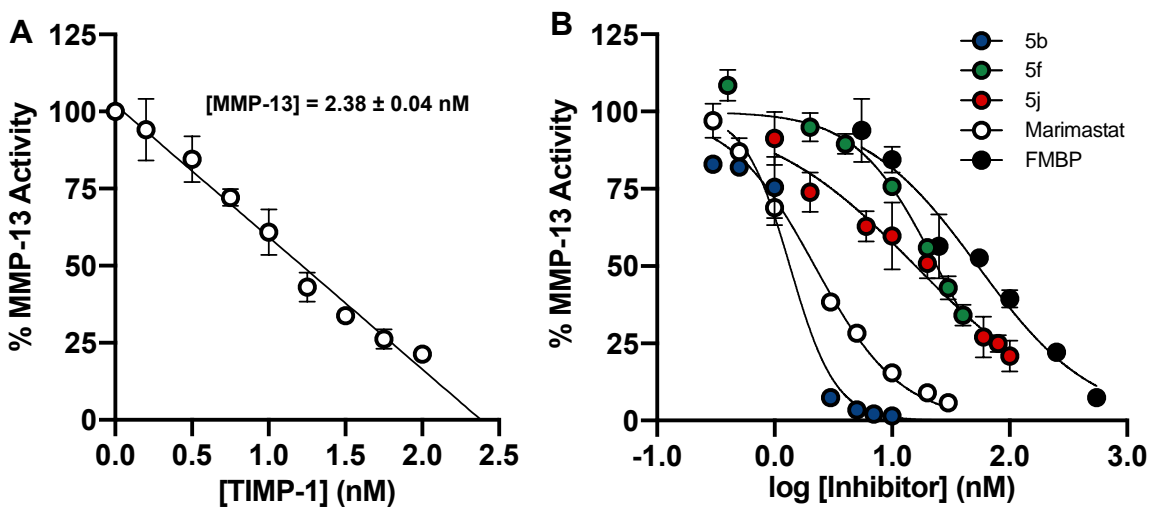 A
% MMP-13 Activity
125
100
75
50
25
0
[MMP-13] = 2.38 ± 0.04 nM
0.0 0.5 1.0 1.5 2.0 2.5
[TIMP-1] (nM)
B
% MMP-13 Activity
125
100
75
50
25
0
5b
5f
5j
Marimastat
FMBP
-1.0 0.0 1.0 2.0 3.0
log [Inhibitor] (nM)